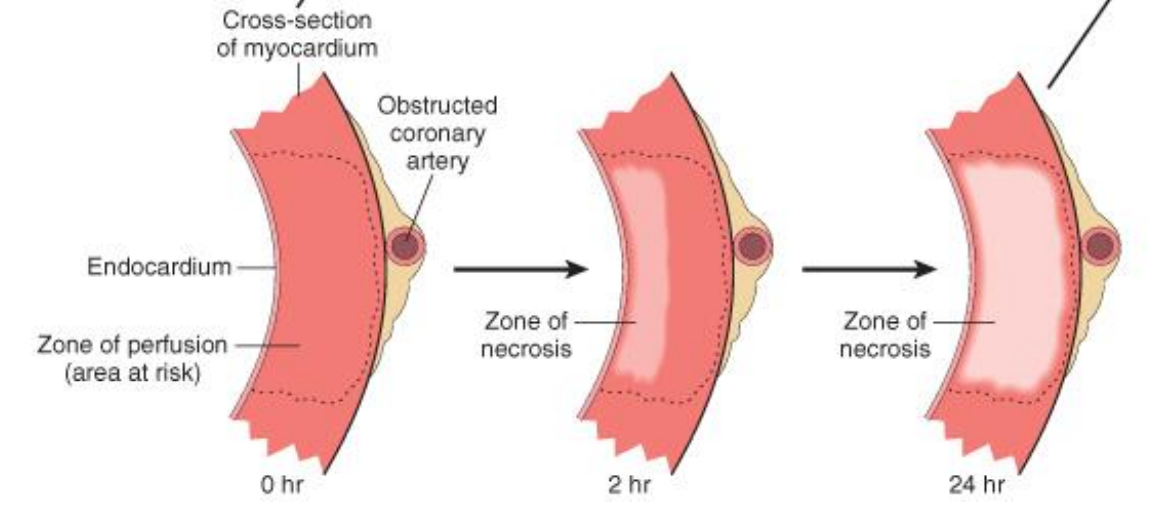 Cross-section
of myocardium
Obstructed
coronary
artery
Endocardium
Zone of perfusion
(area at risk)
Zone of
necrosis
Zone of
necrosis
0 hr
2 hr
24 hr